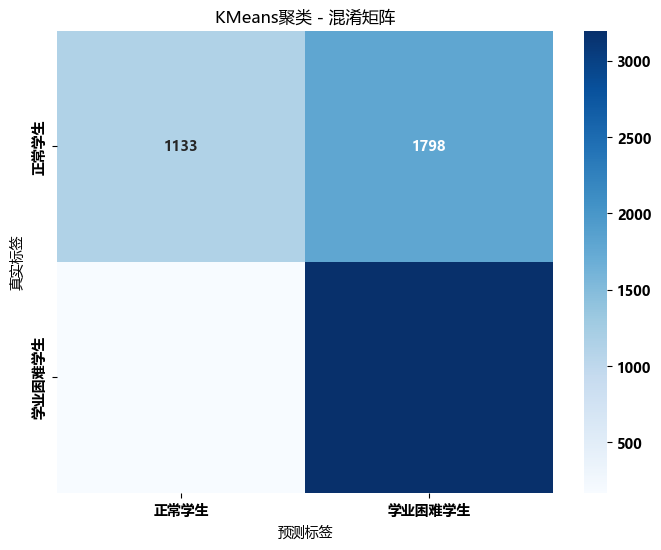 KMeans聚类 - 混淆矩阵
正常学生
1133
1798
3000
2500
2000
1500
1000
500
真实标签
学业困难学生
正常学生
学业困难学生
预测标签